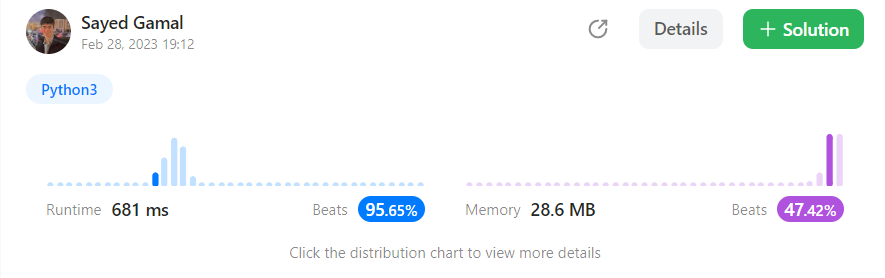 Sayed Gamal
Feb 28, 2023 19:12
Details
+ Solution
Python3
Runtime 681 ms Beats 95.65%
Memory 28.6 MB Beats 47.42%
Click the distribution chart to view more details